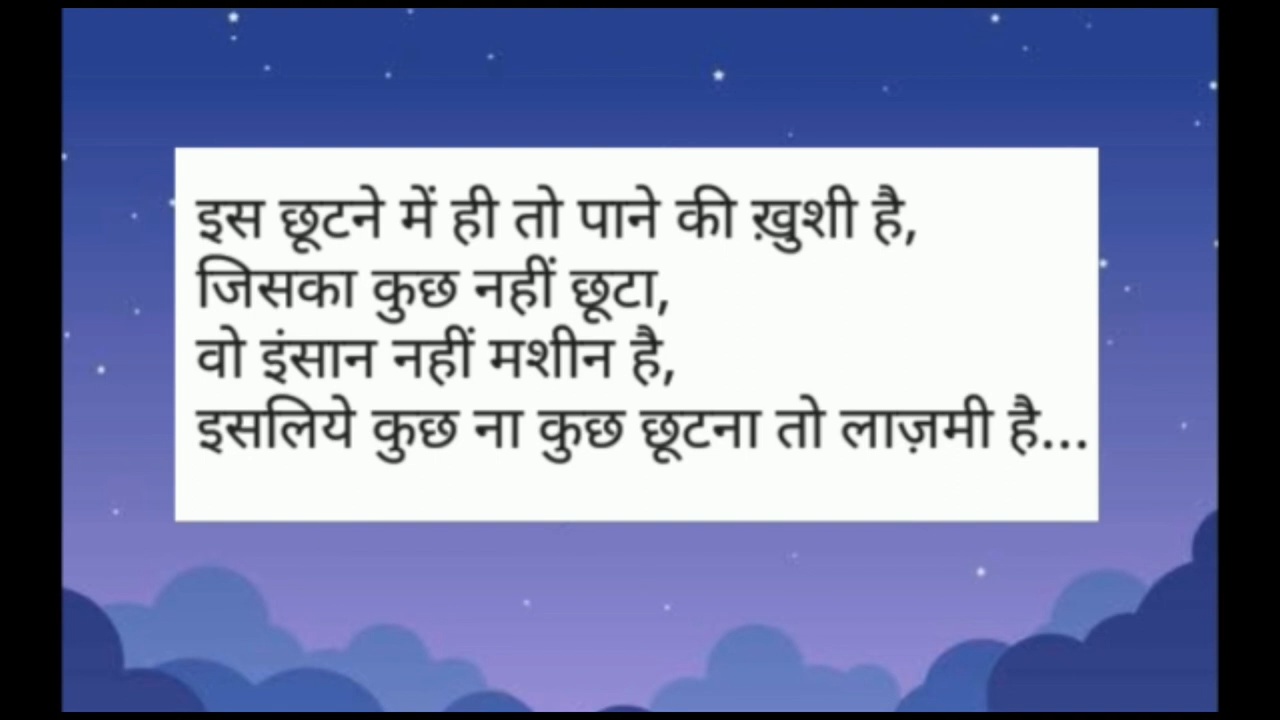 इस छूटने में ही तो पाने की ख़ुशी है,
जिसका कुछ नहीं छूटा,
वो इंसान नहीं मशीन है,
इसलिये कुछ ना कुछ छूटना तो लाज़मी है...